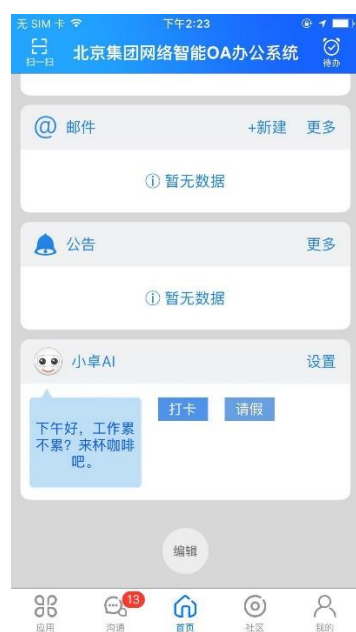 无 SIM 卡 下午2:23
扫一扫 北京集团网络智能OA办公系统 待办
邮件 +新建 更多
暂无数据
公告 更多
暂无数据
小卓AI 设置
打卡 请假
下午好，工作累
不累？来杯咖啡
吧。
编辑
13
应用 沟通 首页 社区 我的